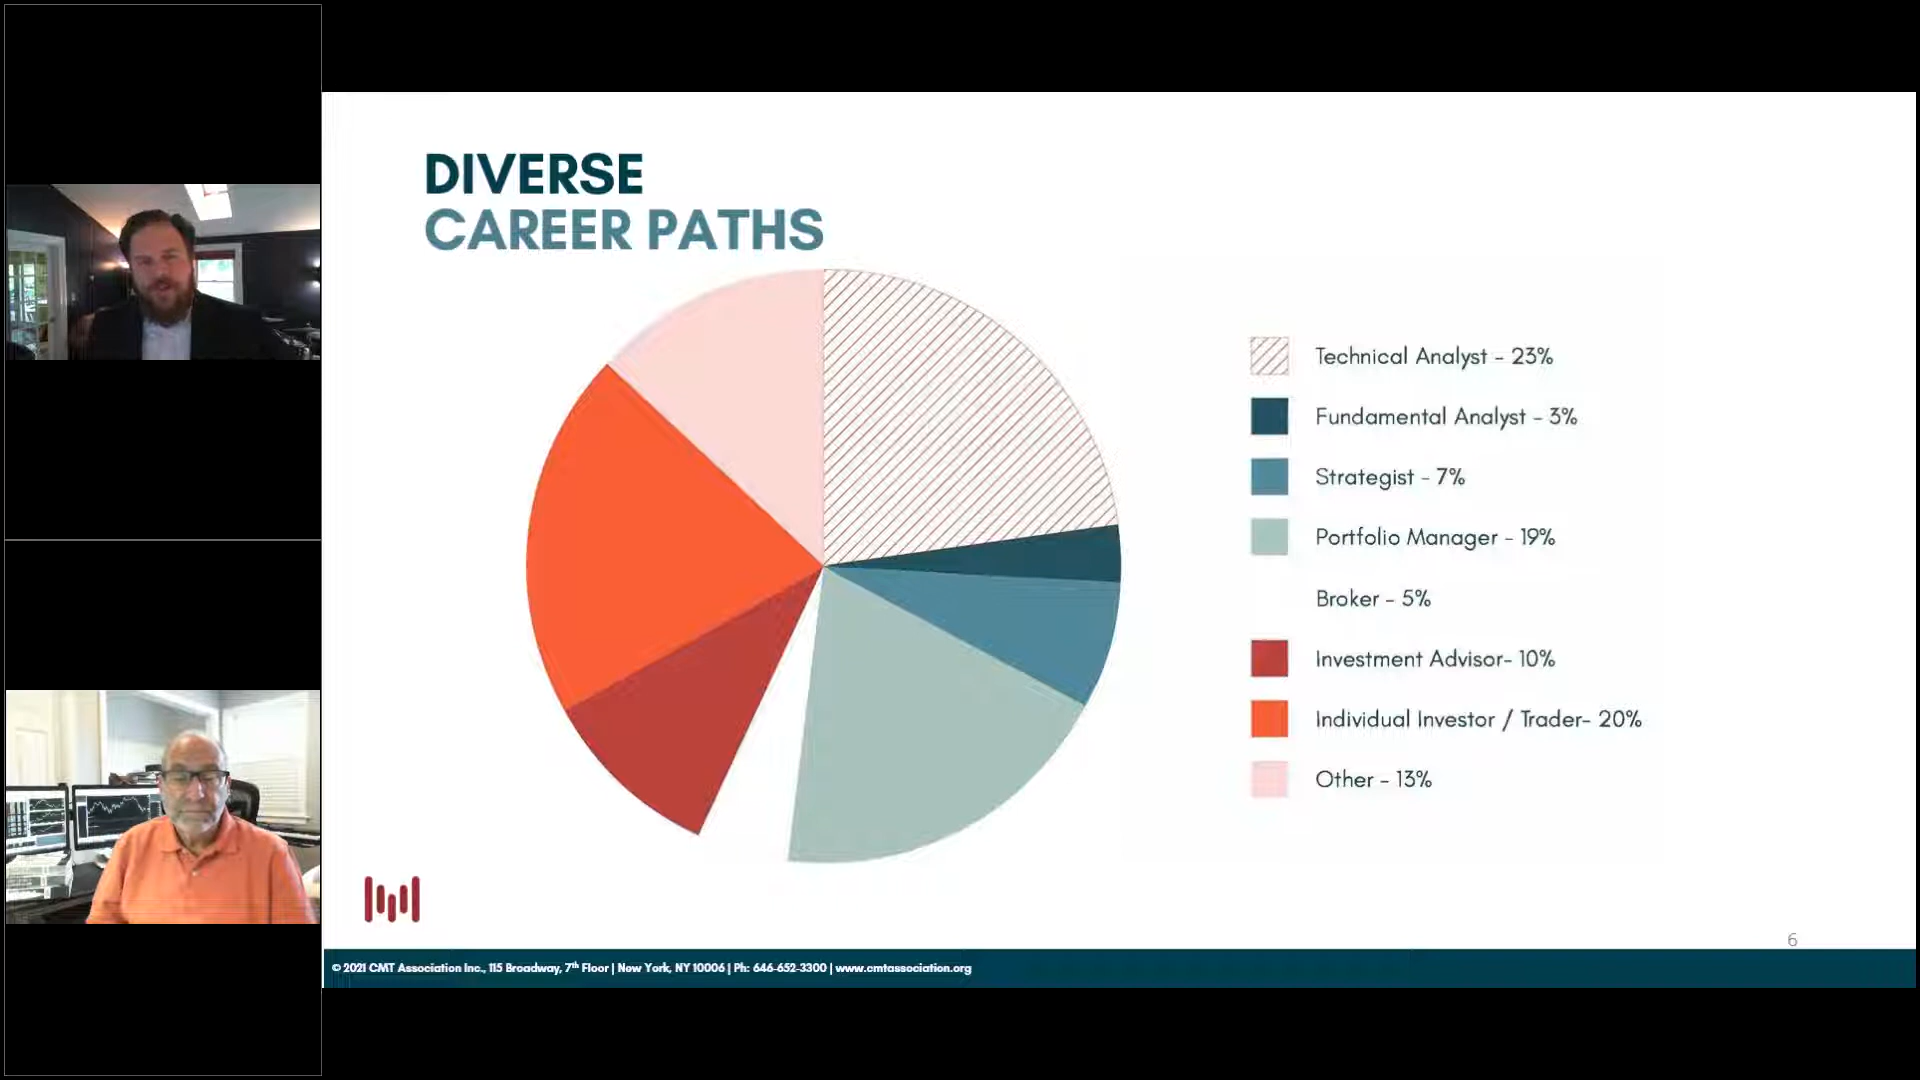 DIVERSE
CAREER PATHS
Technical Analyst - 23%
Fundamental Analyst - 3%
Strategist - 7%
Portfolio Manager - 19%
Broker - 5%
Investment Advisor- 10%
Individual Investor / Trader- 20%
Other - 13%
6
© 2021 CMT Association Inc., 115 Broadway, 7th Floor | New York, NY 10006 | Ph: 646-652-3300 | www.cmtassociation.org